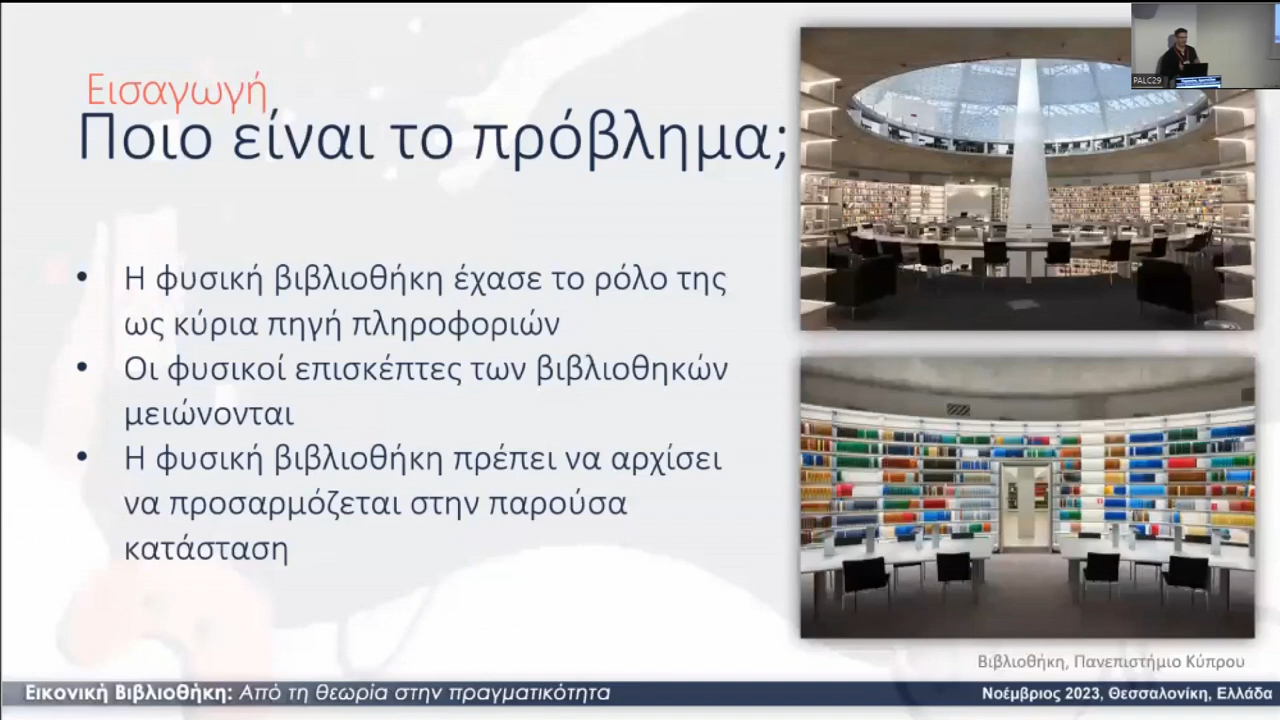 Εισαγωγή
Ποιο είναι το πρόβλημα;
• Η φυσική βιβλιοθήκη έχασε το ρόλο της
ως κύρια πηγή πληροφοριών
• Οι φυσικοί επισκέπτες των βιβλιοθηκών
μειώνονται
• Η φυσική βιβλιοθήκη πρέπει να αρχίσει
να προσαρμόζεται στην παρούσα
κατάσταση
PALC29
Βιβλιοθήκη, Πανεπιστήμιο Κύπρου
Εικονική Βιβλιοθήκη: Από τη θεωρία στην πραγματικότητα
Νοέμβριος 2023, Θεσσαλονίκη, Ελλάδα